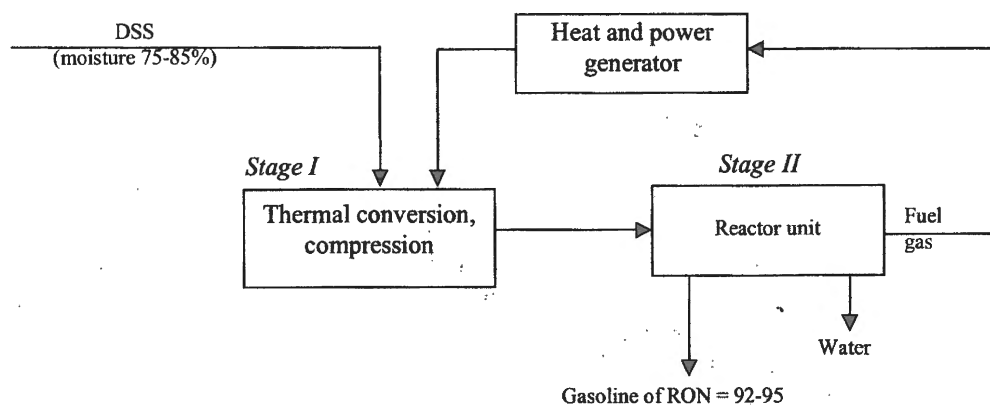 DSS
(moisture 75-85%)
Heat and power
generator
Stage I
Stage II
Thermal conversion,
compression
Reactor unit
Fuel
gas
Water
Gasoline of RON = 92-95